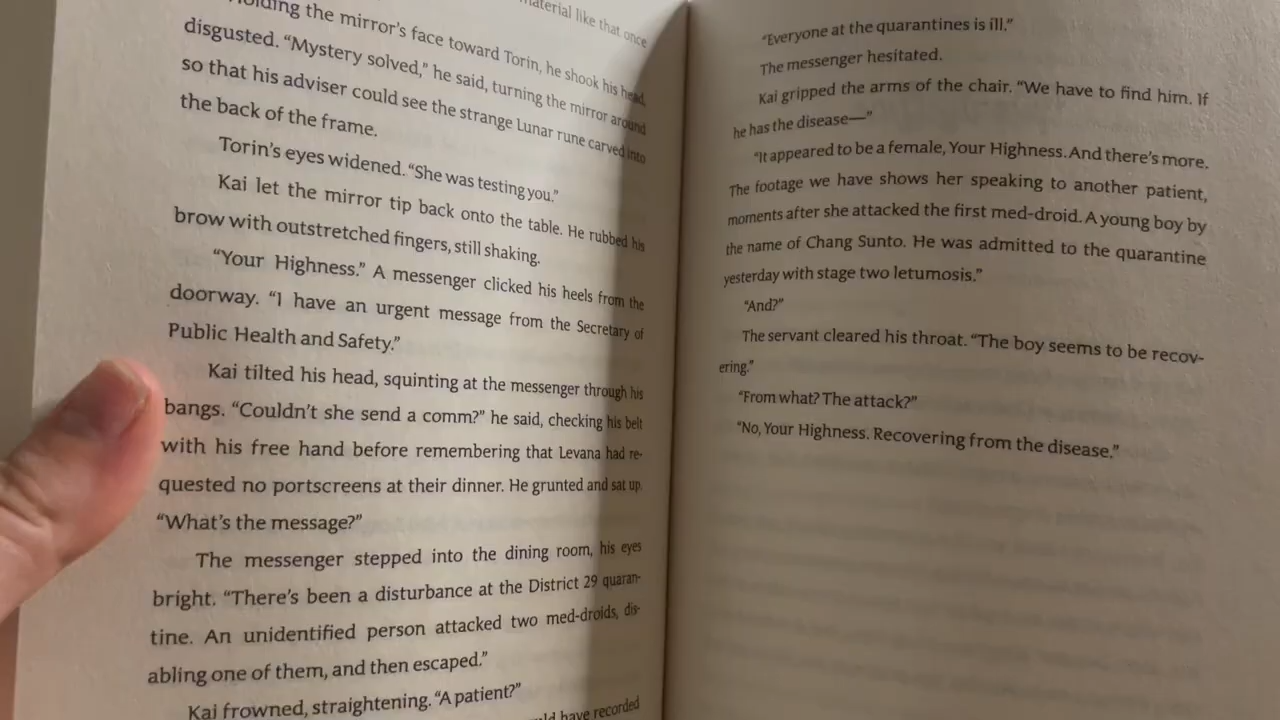 material like that once
Holding the mirror's face toward Torin, he shook his head,
disgusted. “Mystery solved,” he said, turning the mirror around
so that his adviser could see the strange Lunar rune carved into
the back of the frame.
Torin's eyes widened. “She was testing you.”
Kai let the mirror tip back onto the table. He rubbed his
brow with outstretched fingers, still shaking.
“Your Highness.” A messenger clicked his heels from the
doorway. “I have an urgent message from the Secretary of
Public Health and Safety.”
Kai tilted his head, squinting at the messenger through his
bangs. “Couldn't she send a comm?” he said, checking his belt
with his free hand before remembering that Levana had re-
quested no portscreens at their dinner. He grunted and sat up.
“What's the message?”
The messenger stepped into the dining room, his eyes
bright. “There's been a disturbance at the District 29 quaran-
tine. An unidentified person attacked two med-droids, dis-
abling one of them, and then escaped.”
Kai frowned, straightening. “A patient?”
have recorded
“Everyone at the quarantines is ill.”
The messenger hesitated.
Kai gripped the arms of the chair. “We have to find him. If
he has the disease—”
“It appeared to be a female, Your Highness. And there's more.
The footage we have shows her speaking to another patient,
moments after she attacked the first med-droid. A young boy by
the name of Chang Sunto. He was admitted to the quarantine
yesterday with stage two letumosis.”
“And?”
The servant cleared his throat. “The boy seems to be recov-
ering.”
“From what? The attack?”
“No, Your Highness. Recovering from the disease.”